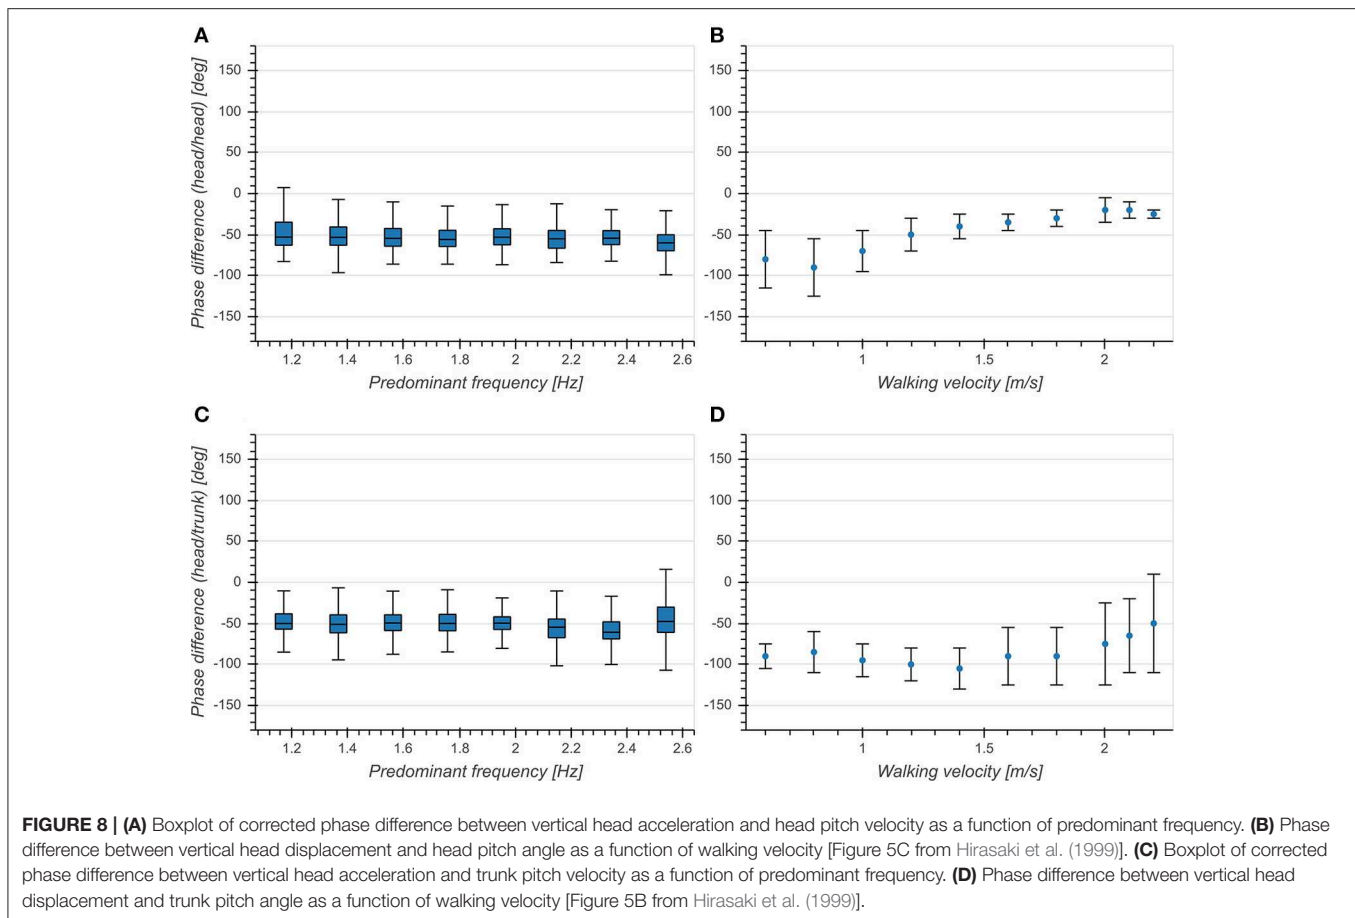 A
B
150
100
50
0
-50
-100
-150
Phase difference (head/head) [deg]
1.2 1.4 1.6 1.8 2 2.2 2.4 2.6
Predominant frequency [Hz]
150
100
50
0
-50
-100
-150
1 1.5 2
Walking velocity [m/s]
C
D
150
100
50
0
-50
-100
-150
Phase difference (head/trunk) [deg]
1.2 1.4 1.6 1.8 2 2.2 2.4 2.6
Predominant frequency [Hz]
150
100
50
0
-50
-100
-150
1 1.5 2
Walking velocity [m/s]
FIGURE 8 | (A) Boxplot of corrected phase difference between vertical head acceleration and head pitch velocity as a function of predominant frequency. (B) Phase
difference between vertical head displacement and head pitch angle as a function of walking velocity [Figure 5C from Hirasaki et al. (1999)]. (C) Boxplot of corrected
phase difference between vertical head acceleration and trunk pitch velocity as a function of predominant frequency. (D) Phase difference between vertical head
displacement and trunk pitch angle as a function of walking velocity [Figure 5B from Hirasaki et al. (1999)].